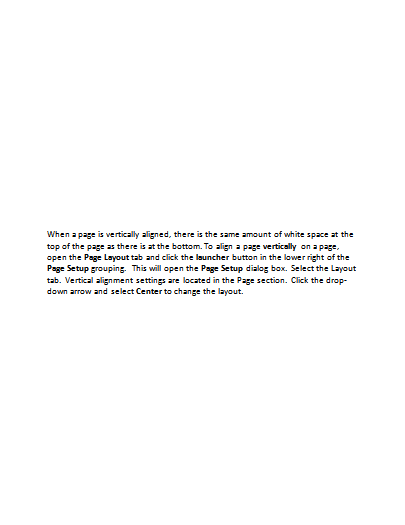 When a page is vertically aligned, there is the same amount of white space at the
top of the page as there is at the bottom. To align a page vertically on a page,
open the Page Layout tab and click the launcher button in the lower right of the
Page Setup grouping. This will open the Page Setup dialog box. Select the Layout
tab. Vertical alignment settings are located in the Page section. Click the drop-
down arrow and select Center to change the layout.